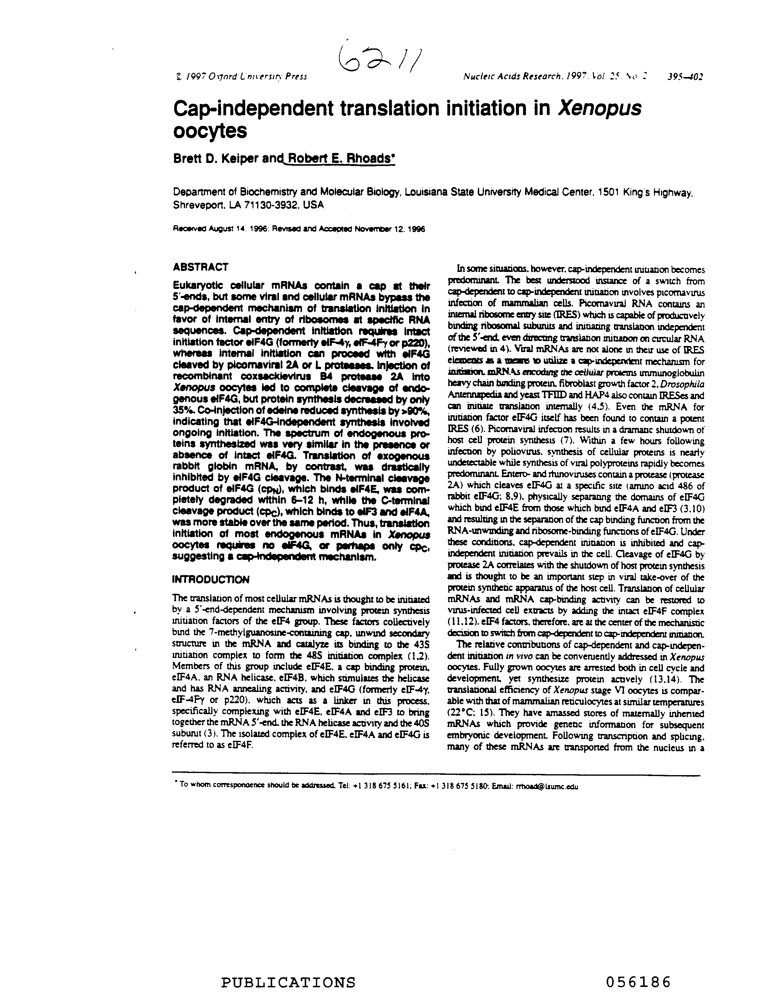 6211
© 1997 Oxford University Press
Nucleic Acids Research, 1997, Vol. 25, No. 2 395–402
Cap-independent translation initiation in Xenopus
oocytes
Brett D. Keiper and Robert E. Rhoads*
Department of Biochemistry and Molecular Biology, Louisiana State University Medical Center, 1501 King's Highway,
Shreveport, LA 71130-3932, USA
Received August 14, 1996; Revised and Accepted November 12, 1996
ABSTRACT
Eukaryotic cellular mRNAs contain a cap at their
5′-ends, but some viral and cellular mRNAs bypass the
cap-dependent mechanism of translation initiation in
favor of internal entry of ribosomes at specific RNA
sequences. Cap-dependent initiation requires intact
initiation factor eIF4G (formerly eIF-4γ, eIF-4Fγ or p220),
whereas internal initiation can proceed with eIF4G
cleaved by picornaviral 2A or L proteases. Injection of
recombinant coxsackievirus B4 protease 2A into
Xenopus oocytes led to complete cleavage of endo-
genous eIF4G, but protein synthesis decreased by only
35%. Co-injection of edeine reduced synthesis by >90%,
indicating that eIF4G-independent synthesis involved
ongoing initiation. The spectrum of endogenous pro-
teins synthesized was very similar in the presence or
absence of intact eIF4G. Translation of exogenous
rabbit globin mRNA, by contrast, was drastically
inhibited by eIF4G cleavage. The N-terminal cleavage
product of eIF4G (cpN), which binds eIF4E, was com-
pletely degraded within 6–12 h, while the C-terminal
cleavage product (cpC), which binds to eIF3 and eIF4A,
was more stable over the same period. Thus, translation
initiation of most endogenous mRNAs in Xenopus
oocytes requires no eIF4G, or perhaps only cpC,
suggesting a cap-independent mechanism.
INTRODUCTION
The translation of most cellular mRNAs is thought to be initiated
by a 5′-end-dependent mechanism involving protein synthesis
initiation factors of the eIF4 group. These factors collectively
bind the 7-methylguanosine-containing cap, unwind secondary
structure in the mRNA and catalyze its binding to the 43S
initiation complex to form the 48S initiation complex (1,2).
Members of this group include eIF4E, a cap binding protein,
eIF4A, an RNA helicase, eIF4B, which stimulates the helicase
and has RNA annealing activity, and eIF4G (formerly eIF-4γ,
eIF-4Fγ or p220), which acts as a linker in this process,
specifically complexing with eIF4E, eIF4A and eIF3 to bring
together the mRNA 5′-end, the RNA helicase activity and the 40S
subunit (3). The isolated complex of eIF4E, eIF4A and eIF4G is
referred to as eIF4F.
In some situations, however, cap-independent initiation becomes
predominant. The best understood instance of a switch from
cap-dependent to cap-independent initiation involves picornavirus
infection of mammalian cells. Picornaviral RNA contains an
internal ribosome entry site (IRES) which is capable of productively
binding ribosomal subunits and initiating translation independent
of the 5′-end, even directing translation initiation on circular RNA
(reviewed in 4). Viral mRNAs are not alone in their use of IRES
elements as a means to utilize a cap-independent mechanism for
initiation. mRNAs encoding the cellular proteins immunoglobulin
heavy chain binding protein, fibroblast growth factor 2, Drosophila
Antennapedia and yeast TFIID and HAP4 also contain IRESes and
can initiate translation internally (4,5). Even the mRNA for
initiation factor eIF4G itself has been found to contain a potent
IRES (6). Picornaviral infection results in a dramatic shutdown of
host cell protein synthesis (7). Within a few hours following
infection by poliovirus, synthesis of cellular proteins is nearly
undetectable while synthesis of viral polyproteins rapidly becomes
predominant. Entero- and rhinoviruses contain a protease (protease
2A) which cleaves eIF4G at a specific site (amino acid 486 of
rabbit eIF4G; 8,9), physically separating the domains of eIF4G
which bind eIF4E from those which bind eIF4A and eIF3 (3,10)
and resulting in the separation of the cap binding function from the
RNA-unwinding and ribosome-binding functions of eIF4G. Under
these conditions, cap-dependent initiation is inhibited and cap-
independent initiation prevails in the cell. Cleavage of eIF4G by
protease 2A correlates with the shutdown of host protein synthesis
and is thought to be an important step in viral take-over of the
protein synthetic apparatus of the host cell. Translation of cellular
mRNAs and mRNA cap-binding activity can be restored to
virus-infected cell extracts by adding the intact eIF4F complex
(11,12). eIF4 factors, therefore, are at the center of the mechanistic
decision to switch from cap-dependent to cap-independent initiation.
The relative contributions of cap-dependent and cap-indepen-
dent initiation in vivo can be conveniently addressed in Xenopus
oocytes. Fully grown oocytes are arrested both in cell cycle and
development, yet synthesize protein actively (13,14). The
translational efficiency of Xenopus stage VI oocytes is compar-
able with that of mammalian reticulocytes at similar temperatures
(22°C; 15). They have amassed stores of maternally inherited
mRNAs which provide genetic information for subsequent
embryonic development. Following transcription and splicing,
many of these mRNAs are transported from the nucleus in a
*To whom correspondence should be addressed. Tel: +1 318 675 5161; Fax: +1 318 675 5180; Email: rrhoad@lsumc.edu
PUBLICATIONS 056186